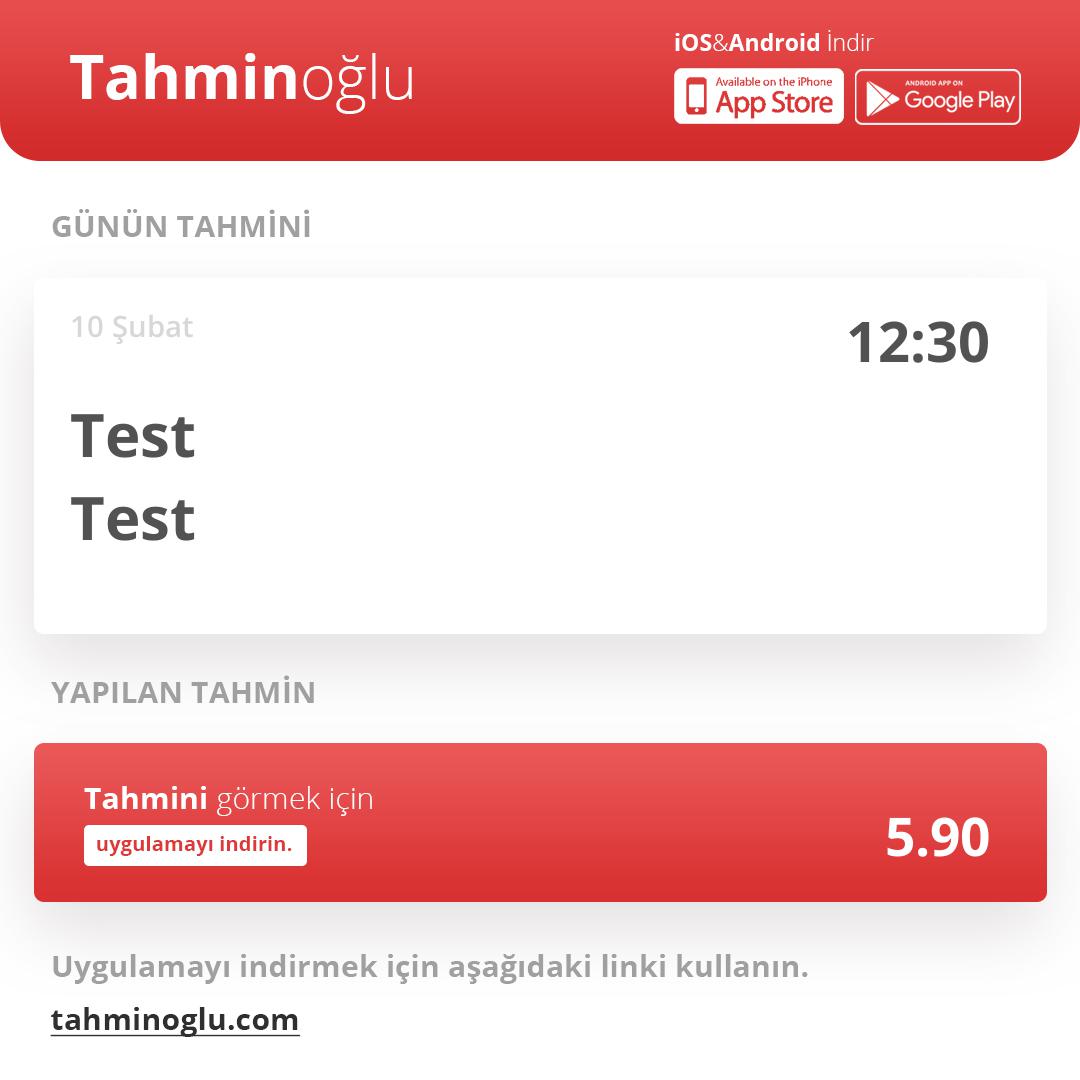 Tahminoğlu
iOS&Android İndir
Available on the iPhone
App Store
ANDROID APP ON
Google Play
GÜNÜN TAHMİNİ
10 Şubat
12:30
Test
Test
YAPILAN TAHMİN
Tahmini görmek için
uygulamayı indirin.
5.90
Uygulamayı indirmek için aşağıdaki linki kullanın.
tahminoglu.com